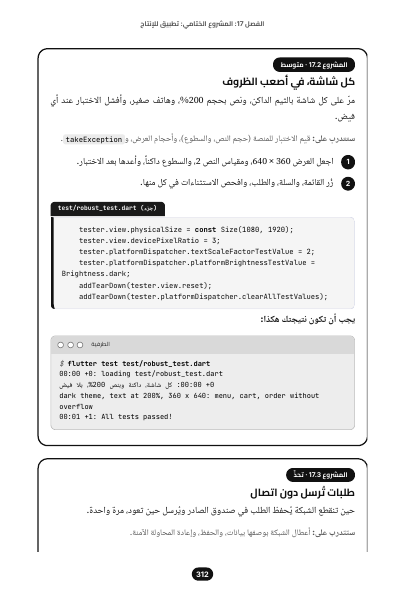 الفصل 17: المشروع الختامي: تطبيق للإنتاج
المشروع 17.2 · متوسط
كل شاشة، في أصعب الظروف
مرّ على كل شاشة بالثيم الداكن، ونص بحجم 200%، وهاتف صغير، وأفشل الاختبار عند أي
فيض.
ستتدرب على: قيم الاختبار للمنصة (حجم النص، والسطوع)، وأحجام العرض، وtakeException.
1 اجعل العرض 360 × 640، ومقياس النص 2، والسطوع داكناً، وأعدها بعد الاختبار.
2 زُر القائمة، والسلة، والطلب، وافحص الاستثناءات في كل منها.
test/robust_test.dart (جزء)
tester.view.physicalSize = const Size(1080, 1920);
tester.view.devicePixelRatio = 3;
tester.platformDispatcher.textScaleFactorTestValue = 2;
tester.platformDispatcher.platformBrightnessTestValue =
Brightness.dark;
addTearDown(tester.view.reset);
addTearDown(tester.platformDispatcher.clearAllTestValues);
يجب أن تكون نتيجتك هكذا:
الطرفية
$ flutter test test/robust_test.dart
00:00 +0: loading test/robust_test.dart
00:00 +0: كل شاشة، داكنة وبنص 200%، بلا فيض
dark theme, text at 200%, 360 x 640: menu, cart, order without
overflow
00:01 +1: All tests passed!
المشروع 17.3 · تحدٍّ
طلبات تُرسل دون اتصال
حين تنقطع الشبكة يُحفظ الطلب في صندوق الصادر ويُرسل حين تعود، مرة واحدة.
ستتدرب على: أعطال الشبكة بوصفها بيانات، والحفظ، وإعادة المحاولة الآمنة.
312